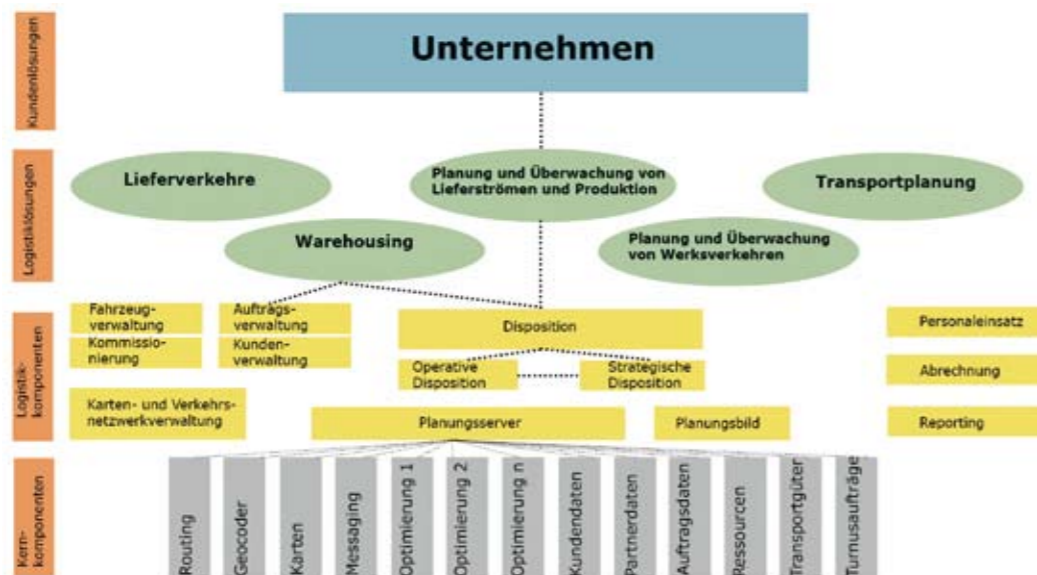 Kundenlösungen
Unternehmen
Logistiklösungen
Lieferverkehre
Planung und Überwachung von
Lieferströmen und Produktion
Transportplanung
Warehousing
Planung und Überwachung
von Werksverkehren
Logistik-
komponenten
Fahrzeug-
verwaltung
Auftrags-
verwaltung
Kommissio-
nierung
Kunden-
verwaltung
Disposition
Personaleinsatz
Operative
Disposition
Strategische
Disposition
Abrechnung
Karten- und Verkehrs-
netzwerkverwaltung
Planungsserver
Planungsbild
Reporting
Kern-
komponenten
Routing
Geocoder
Karten
Messaging
Optimierung 1
Optimierung 2
Optimierung n
Kundendaten
Partnerdaten
Auftragsdaten
Ressourcen
Transportgüter
Turnusaufträge